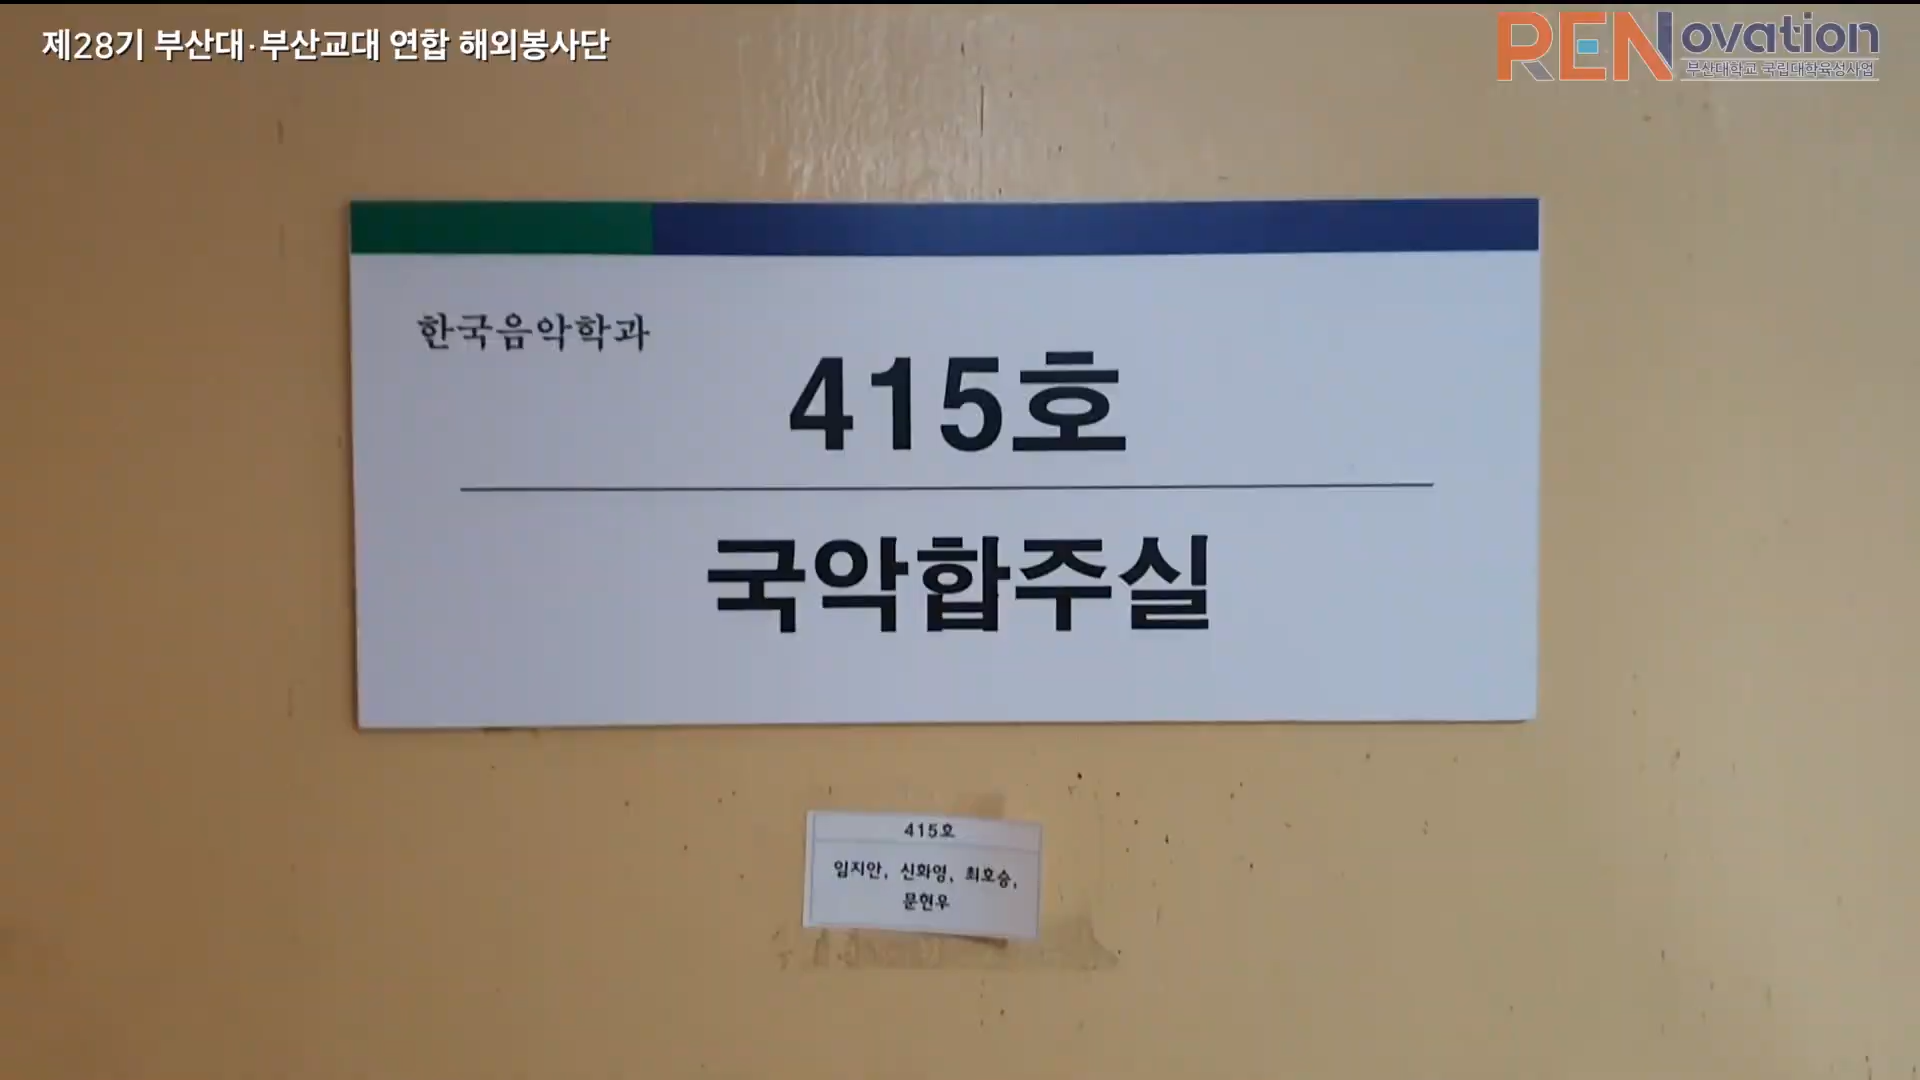 제28기 부산대·부산교대 연합 해외봉사단
RENovation
부산대학교 국립대학육성사업
한국음악학과
415호
국악합주실
415호
임지안, 신화영, 최호승,
문현우